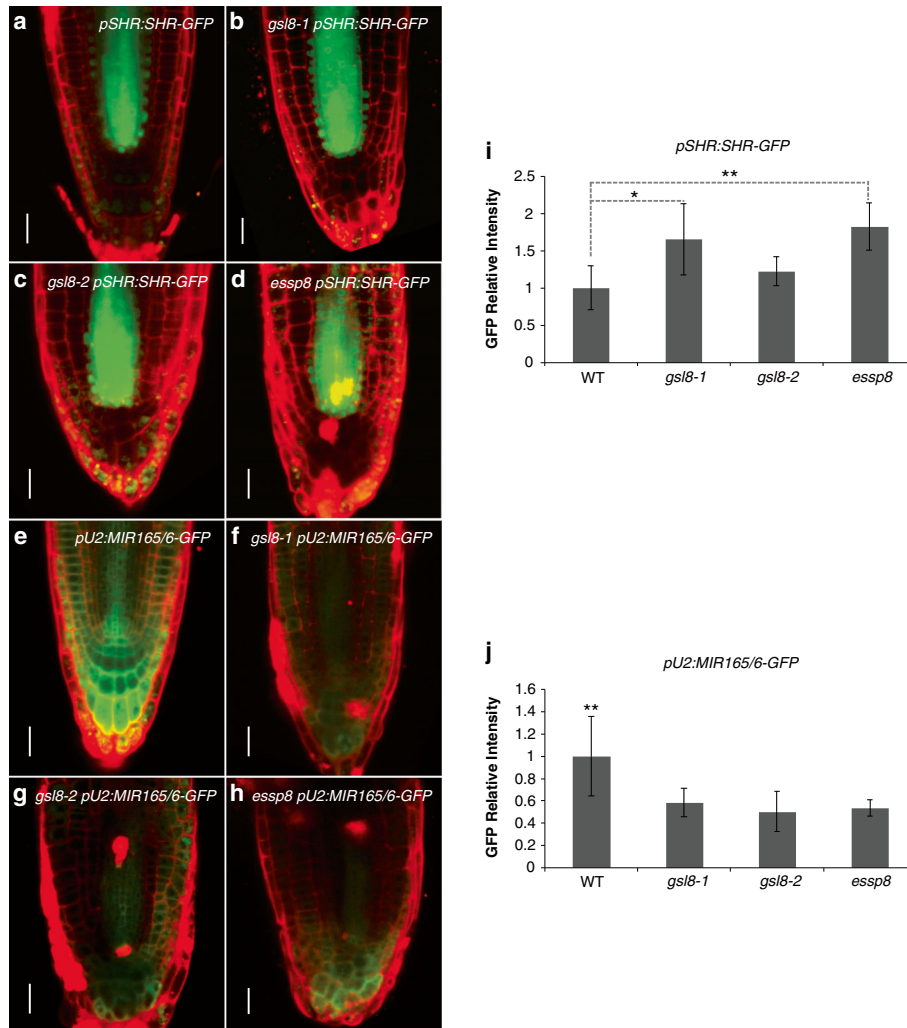 a pSHR:SHR-GFP
b gsl8-1 pSHR:SHR-GFP
c gsl8-2 pSHR:SHR-GFP
d essp8 pSHR:SHR-GFP
e pU2:MIR165/6-GFP
f gsl8-1 pU2:MIR165/6-GFP
g gsl8-2 pU2:MIR165/6-GFP
h essp8 pU2:MIR165/6-GFP
i
pSHR:SHR-GFP
GFP Relative Intensity
2.5
2
1.5
1
0.5
0
*
**
WT gsl8-1 gsl8-2 essp8
j
pU2:MIR165/6-GFP
GFP Relative Intensity
1.6
1.4
1.2
1
0.8
0.6
0.4
0.2
0
**
WT gsl8-1 gsl8-2 essp8